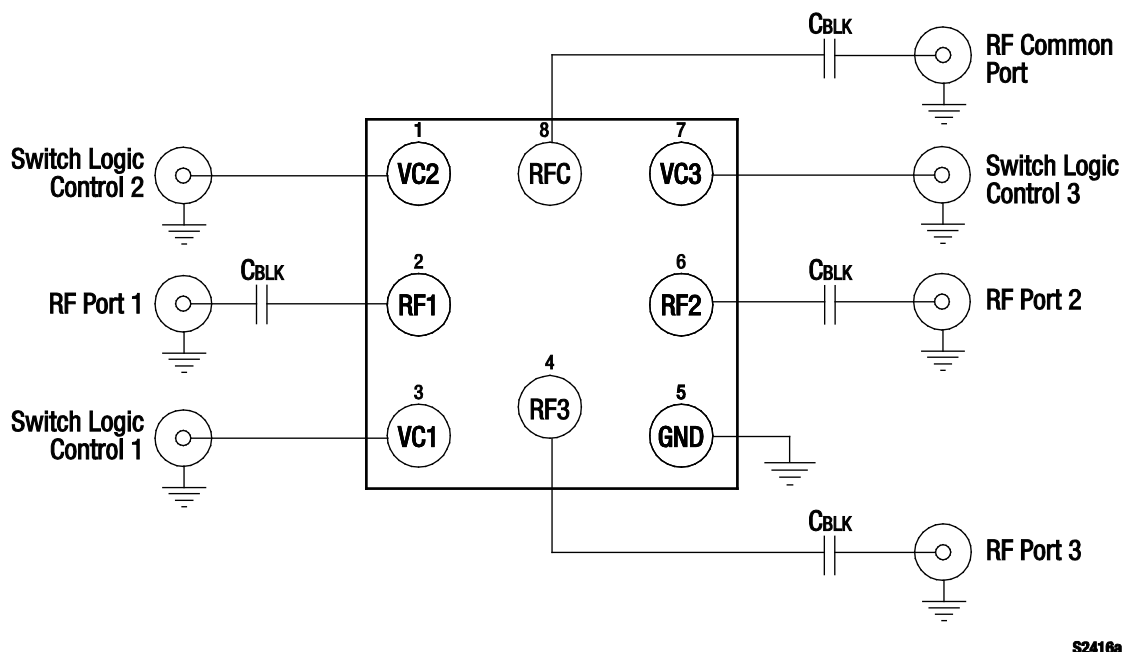 CBLK
RF Common
Port
1
8
7
Switch Logic
Control 2
VC2
RFC
VC3
Switch Logic
Control 3
CBLK
2
6
CBLK
RF Port 1
RF1
RF2
RF Port 2
4
3
5
Switch Logic
Control 1
VC1
RF3
GND
CBLK
RF Port 3
S2416a